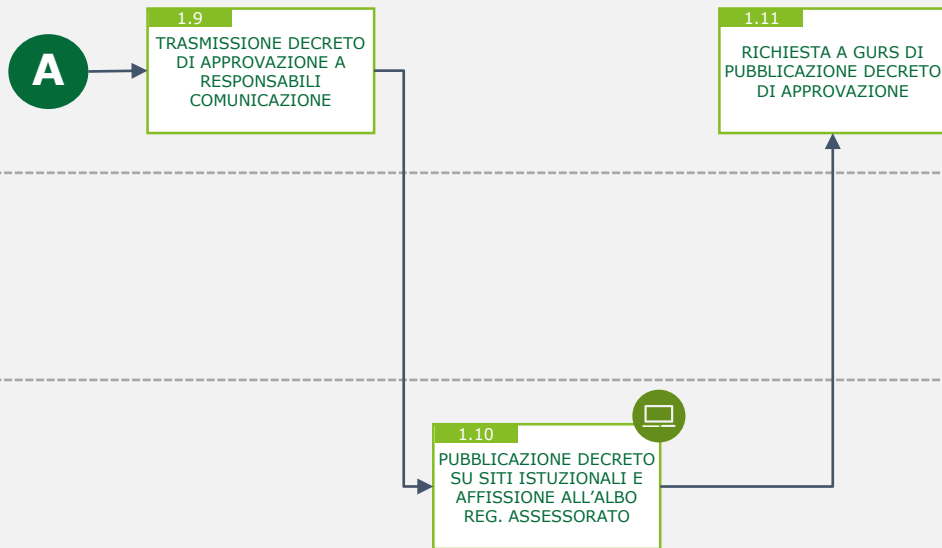 A
1.9
TRASMISSIONE DECRETO
DI APPROVAZIONE A
RESPONSABILI
COMUNICAZIONE
1.11
RICHIESTA A GURS DI
PUBBLICAZIONE DECRETO
DI APPROVAZIONE
1.10
PUBBLICAZIONE DECRETO
SU SITI ISTUZIONALI E
AFFISSIONE ALL'ALBO
REG. ASSESSORATO